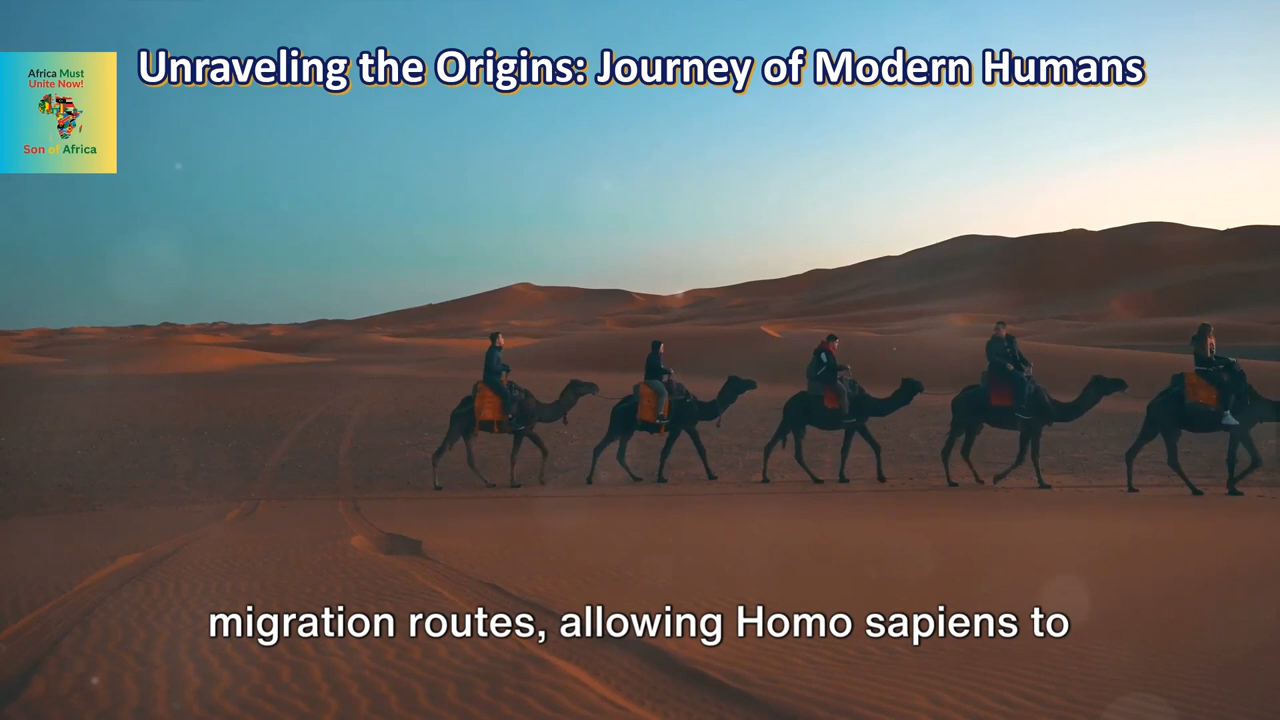 Unraveling the Origins: Journey of Modern Humans
Africa Must
Unite Now!
Son of Africa
migration routes, allowing Homo sapiens to